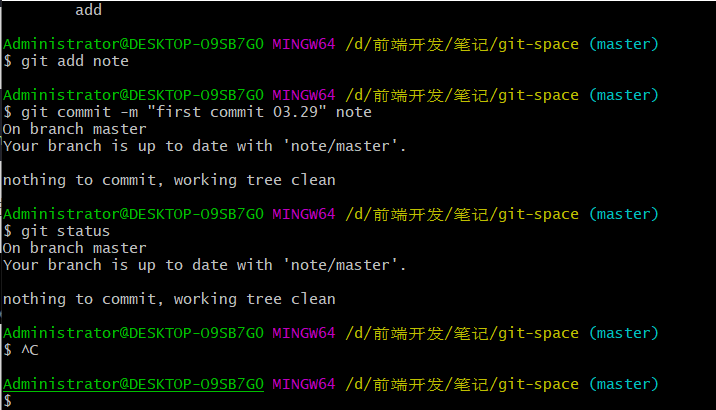 add
Administrator@DESKTOP-O9SB7GO MINGW64 /d/前端开发/笔记/git-space (master)
$ git add note
Administrator@DESKTOP-O9SB7GO MINGW64 /d/前端开发/笔记/git-space (master)
$ git commit -m "first commit 03.29" note
On branch master
Your branch is up to date with 'note/master'.
nothing to commit, working tree clean
Administrator@DESKTOP-O9SB7GO MINGW64 /d/前端开发/笔记/git-space (master)
$ git status
On branch master
Your branch is up to date with 'note/master'.
nothing to commit, working tree clean
Administrator@DESKTOP-O9SB7GO MINGW64 /d/前端开发/笔记/git-space (master)
$ ^C
Administrator@DESKTOP-O9SB7GO MINGW64 /d/前端开发/笔记/git-space (master)
$